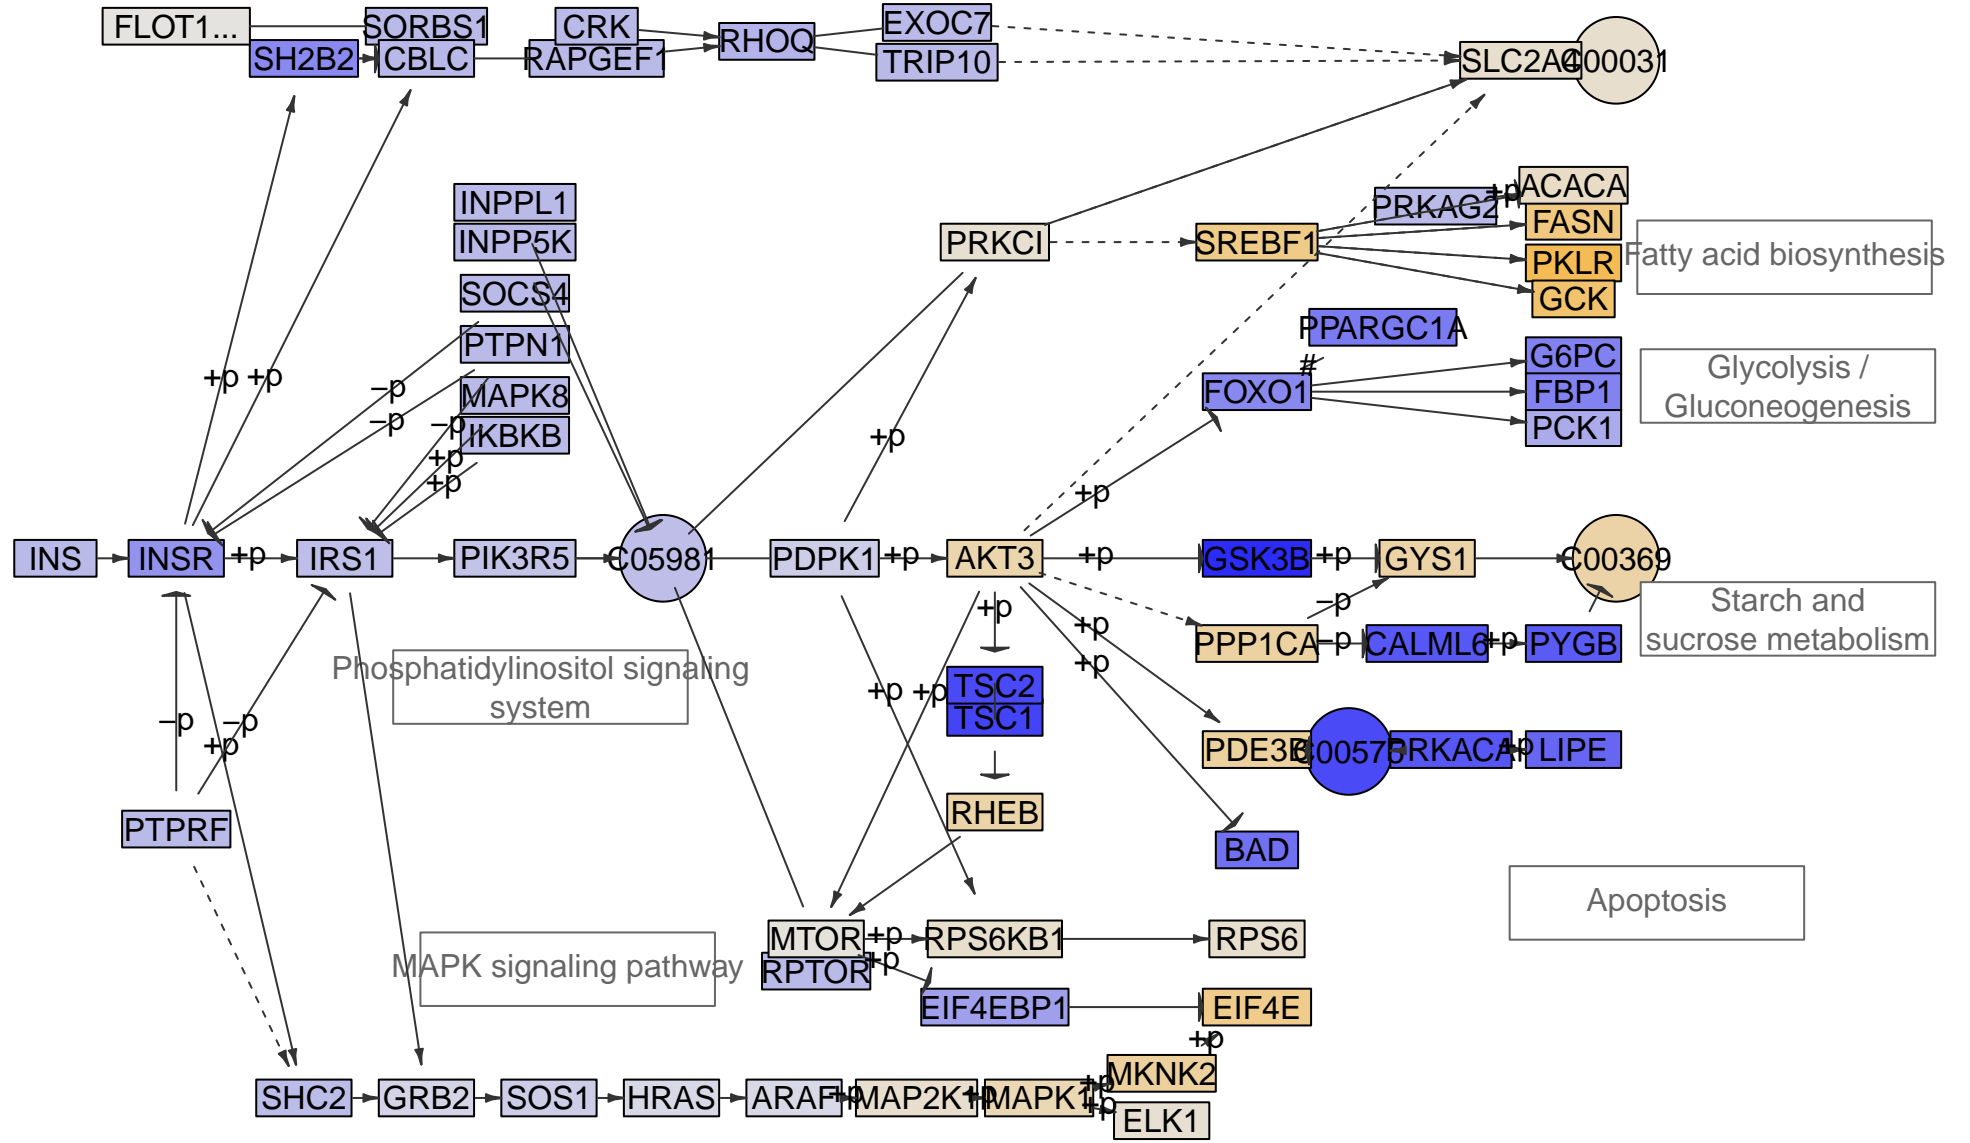 FLOT1...
SORBS1
CRK
EXOC7
SH2B2
CBLC
RAPGEF1
RHOQ
TRIP10
SLC2A4
C00031
INPPL1
INPP5K
SOCS4
PTPN1
MAPK8
IKBKB
PRKCI
SREBF1
PRKAG2
+p
ACACA
FASN
PKLR
GCK
Fatty acid biosynthesis
PPARGC1A
#
FOXO1
G6PC
FBP1
PCK1
Glycolysis /
Gluconeogenesis
+p
+p
−p
−p
−p
+p
+p
+p
+p
INS
INSR
+p
IRS1
PIK3R5
C05981
PDPK1
+p
AKT3
+p
GSK3B
+p
GYS1
C00369
+p
+p
−p
PPP1CA
−p
CALML6
+p
PYGB
Starch and
sucrose metabolism
Phosphatidylinositol signaling
system
+p
+p
+p
TSC2
TSC1
−p
+p
−p
PDE3B
C00575
PRKACA
+p
LIPE
RHEB
PTPRF
BAD
Apoptosis
MAPK signaling pathway
MTOR
RPTOR
+p
+p
RPS6KB1
RPS6
EIF4EBP1
EIF4E
+p
MKNK2
SHC2
GRB2
SOS1
HRAS
ARAF
+p
MAP2K1
+p
MAPK1
+p
+p
ELK1